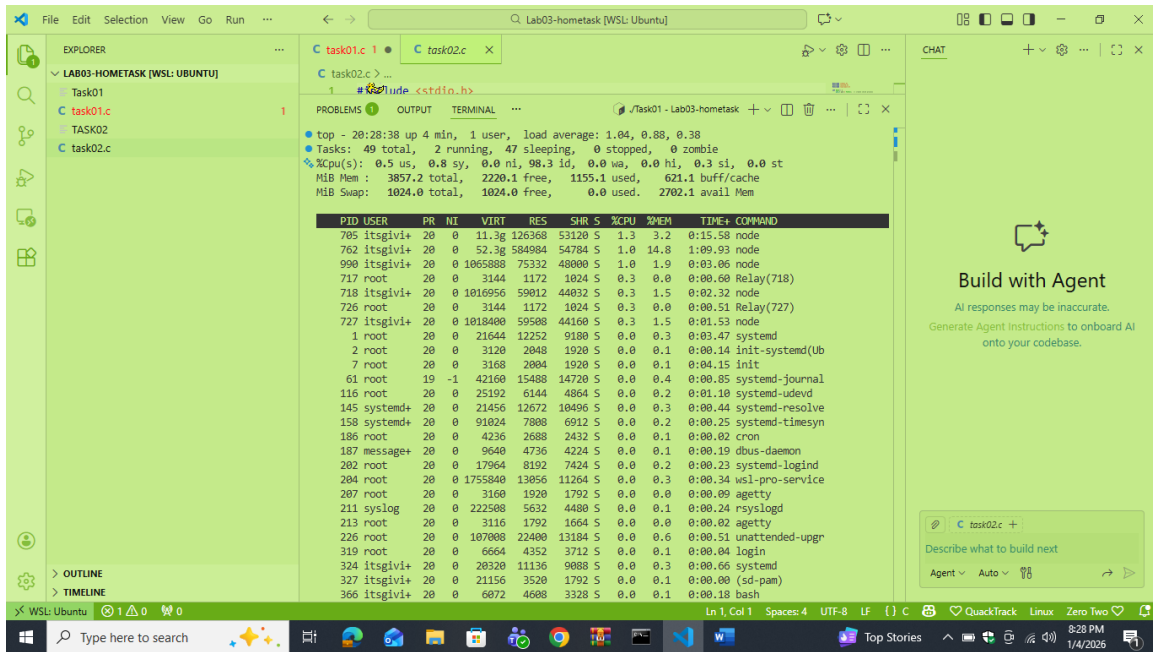 File Edit Selection View Go Run ··· Lab03-hometask [WSL: Ubuntu]
EXPLORER ···
LAB03-HOMETASK [WSL: UBUNTU]
Task01
C task01.c 1
TASK02
C task02.c
OUTLINE
TIMELINE
C task01.c 1 ● C task02.c ×
C task02.c > ...
1
<stdio.h>
PROBLEMS 1 OUTPUT TERMINAL ··· ./Task01 - Lab03-hometask
top - 20:28:38 up 4 min, 1 user, load average: 1.04, 0.88, 0.38
Tasks: 49 total, 2 running, 47 sleeping, 0 stopped, 0 zombie
%Cpu(s): 0.5 us, 0.8 sy, 0.0 ni, 98.3 id, 0.0 wa, 0.0 hi, 0.3 si, 0.0 st
MiB Mem : 3857.2 total, 2220.1 free, 1155.1 used, 621.1 buff/cache
MiB Swap: 1024.0 total, 1024.0 free, 0.0 used. 2702.1 avail Mem
PID USER PR NI VIRT RES SHR S %CPU %MEM TIME+ COMMAND
705 itsgivi+ 20 0 11.3g 126368 53120 S 1.3 3.2 0:15.58 node
762 itsgivi+ 20 0 52.3g 584984 54784 S 1.0 14.8 1:09.93 node
990 itsgivi+ 20 0 1065888 75332 48000 S 1.0 1.9 0:03.06 node
717 root 20 0 3144 1172 1024 S 0.3 0.0 0:00.60 Relay(718)
718 itsgivi+ 20 0 1016956 59012 44032 S 0.3 1.5 0:02.32 node
726 root 20 0 3144 1172 1024 S 0.3 0.0 0:00.51 Relay(727)
727 itsgivi+ 20 0 1018400 59508 44160 S 0.3 1.5 0:01.53 node
1 root 20 0 21644 12252 9180 S 0.0 0.3 0:03.47 systemd
2 root 20 0 3120 2048 1920 S 0.0 0.1 0:00.14 init-systemd(Ub
7 root 20 0 3168 2004 1920 S 0.0 0.1 0:04.15 init
61 root 19 -1 42160 15488 14720 S 0.0 0.4 0:00.85 systemd-journal
116 root 20 0 25192 6144 4864 S 0.0 0.2 0:01.10 systemd-udevd
145 systemd+ 20 0 21456 12672 10496 S 0.0 0.3 0:00.44 systemd-resolve
158 systemd+ 20 0 91024 7808 6912 S 0.0 0.2 0:00.25 systemd-timesyn
186 root 20 0 4236 2688 2432 S 0.0 0.1 0:00.02 cron
187 message+ 20 0 9640 4736 4224 S 0.0 0.1 0:00.19 dbus-daemon
202 root 20 0 17964 8192 7424 S 0.0 0.2 0:00.23 systemd-logind
204 root 20 0 1755840 13056 11264 S 0.0 0.3 0:00.34 wsl-pro-service
207 root 20 0 3160 1920 1792 S 0.0 0.0 0:00.09 agetty
211 syslog 20 0 222508 5632 4480 S 0.0 0.1 0:00.24 rsyslogd
213 root 20 0 3116 1792 1664 S 0.0 0.0 0:00.02 agetty
226 root 20 0 107008 22400 13184 S 0.0 0.6 0:00.51 unattended-upgr
319 root 20 0 6664 4352 3712 S 0.0 0.1 0:00.04 login
324 itsgivi+ 20 0 20320 11136 9088 S 0.0 0.3 0:00.66 systemd
327 itsgivi+ 20 0 21156 3520 1792 S 0.0 0.1 0:00.00 (sd-pam)
366 itsgivi+ 20 0 6072 4608 3328 S 0.0 0.1 0:00.18 bash
CHAT
Build with Agent
AI responses may be inaccurate.
Generate Agent Instructions to onboard AI
onto your codebase.
C task02.c +
Describe what to build next
Agent Auto
WSL: Ubuntu 1 0 0 Ln 1, Col 1 Spaces: 4 UTF-8 LF { } C QuackTrack Linux Zero Two
Type here to search Top Stories 8:28 PM
1/4/2026